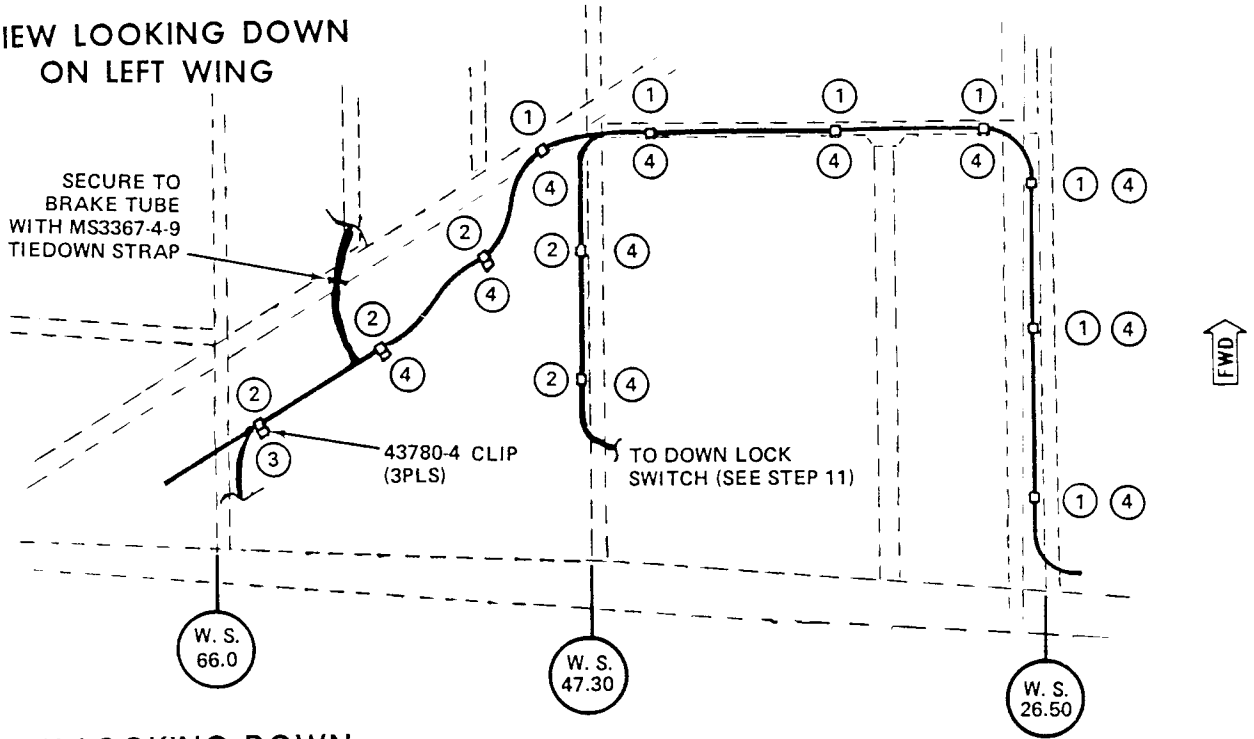 IEW LOOKING DOWN
ON LEFT WING
1
1
1
1
SECURE TO
BRAKE TUBE
WITH MS3367-4-9
TIEDOWN STRAP
4
4
4
4
1 4
2
4
2 4
2
4
1 4
2 4
2
3
43780-4 CLIP
(3PLS)
TO DOWN LOCK
SWITCH (SEE STEP 11)
1 4
FWD
W. S.
66.0
W. S.
47.30
W. S.
26.50
LOOKING DOWN